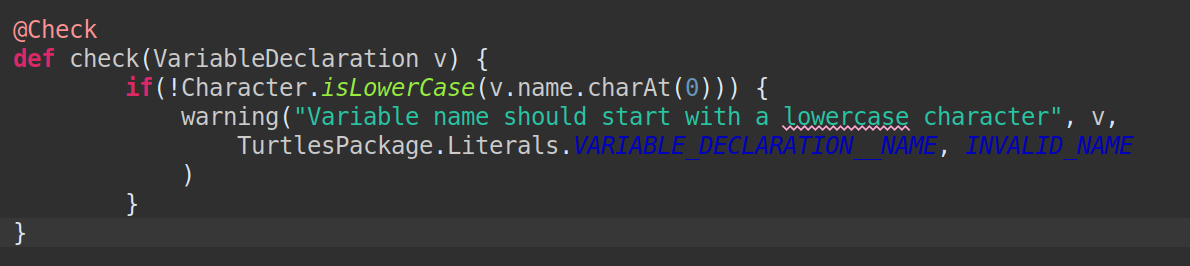 @Check
def check(VariableDeclaration v) {
        if(!Character.isLowerCase(v.name.charAt(0))) {
            warning("Variable name should start with a lowercase character", v,
                TurtlesPackage.Literals.VARIABLE_DECLARATION__NAME, INVALID_NAME
            )
        }
}